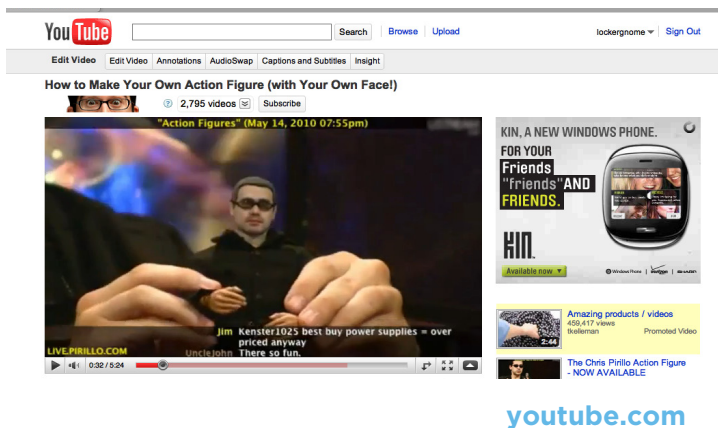 YouTube
Search Browse Upload lockergnome Sign Out
Edit Video Edit Video Annotations AudioSwap Captions and Subtitles Insight
How to Make Your Own Action Figure (with Your Own Face!)
2,795 videos Subscribe
"Action Figures" (May 14, 2010 07:55pm)
Jim Kenster1025 best buy power supplies = over
priced anyway
UncleJohn There so fun.
LIVE.PIRILLO.COM
0:32 / 5:24
KIN, A NEW WINDOWS PHONE.
FOR YOUR
Friends
"friends" AND
FRIENDS.
KIN
Available now
Windows Phone verizon SHARP
Amazing products / videos
459,417 views
tkelleman Promoted Video
2:44
The Chris Pirillo Action Figure
- NOW AVAILABLE
youtube.com